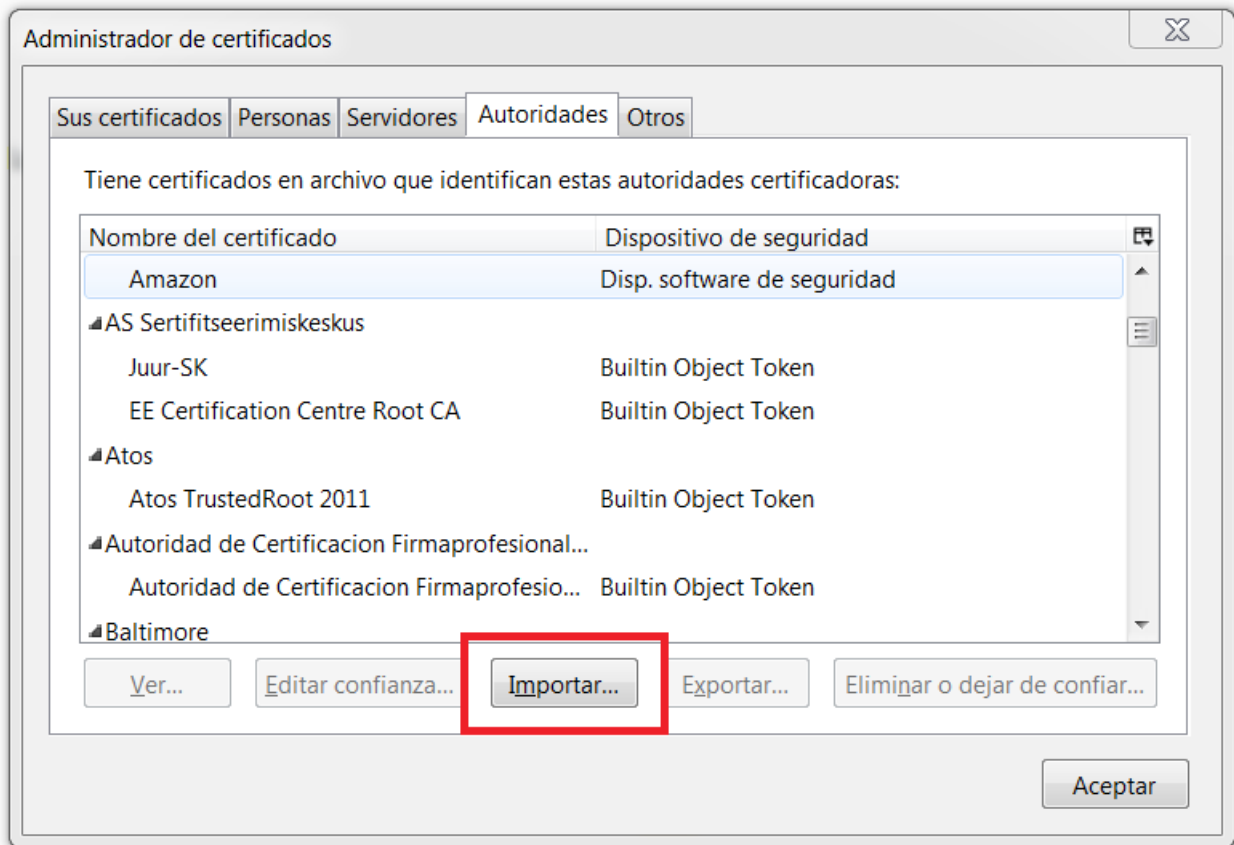 Administrador de certificados
Sus certificados Personas Servidores Autoridades Otros
Tiene certificados en archivo que identifican estas autoridades certificadoras:
Nombre del certificado Dispositivo de seguridad
Amazon Disp. software de seguridad
AS Sertifitseerimiskeskus
Juur-SK Builtin Object Token
EE Certification Centre Root CA Builtin Object Token
Atos
Atos TrustedRoot 2011 Builtin Object Token
Autoridad de Certificacion Firmaprofesional...
Autoridad de Certificacion Firmaprofesio... Builtin Object Token
Baltimore
Ver... Editar confianza... Importar... Exportar... Eliminar o dejar de confiar...
Aceptar